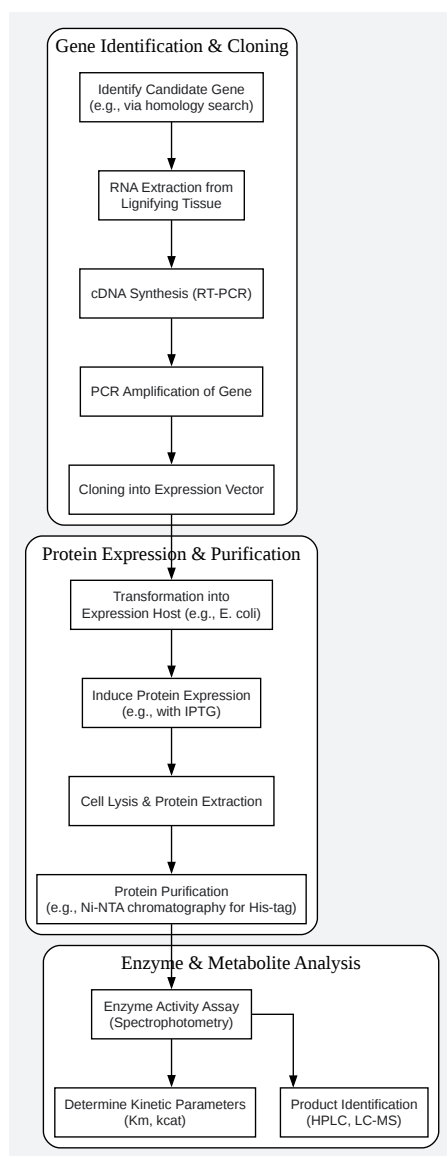 Gene Identification & Cloning
Identify Candidate Gene
(e.g., via homology search)
RNA Extraction from
Lignifying Tissue
cDNA Synthesis (RT-PCR)
PCR Amplification of Gene
Cloning into Expression Vector
Protein Expression & Purification
Transformation into
Expression Host (e.g., E. coli)
Induce Protein Expression
(e.g., with IPTG)
Cell Lysis & Protein Extraction
Protein Purification
(e.g., Ni-NTA chromatography for His-tag)
Enzyme & Metabolite Analysis
Enzyme Activity Assay
(Spectrophotometry)
Determine Kinetic Parameters
(Km, kcat)
Product Identification
(HPLC, LC-MS)